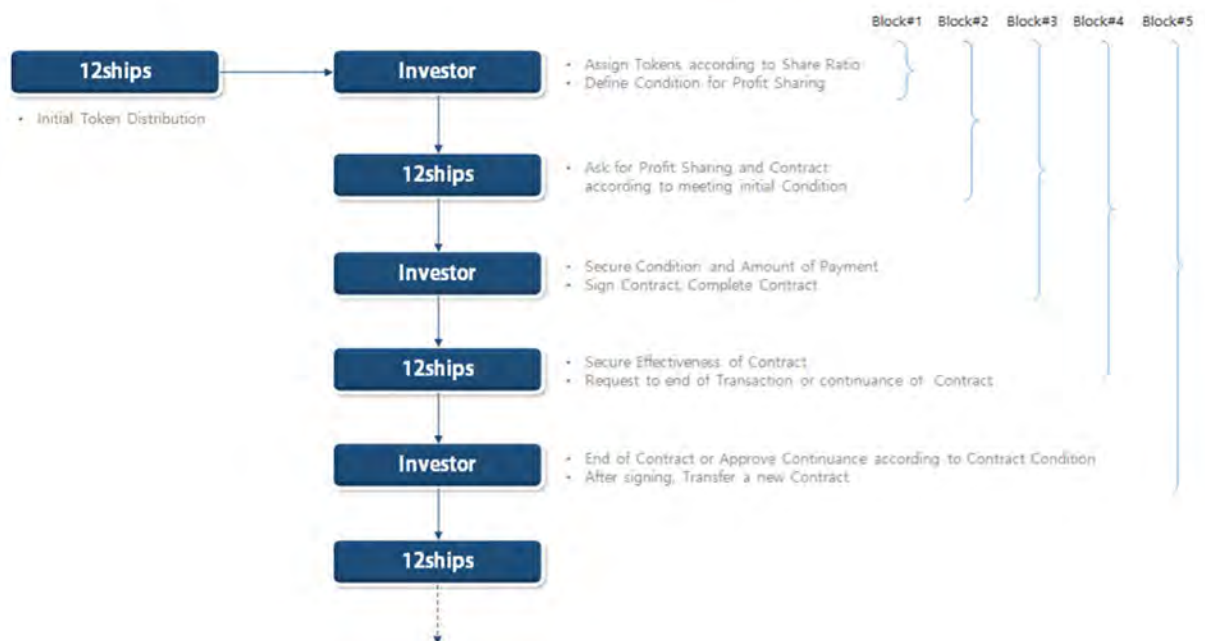 Block#1 Block#2 Block#3 Block#4 Block#5
12ships
• Initial Token Distribution
Investor
• Assign Tokens according to Share Ratio
• Define Condition for Profit Sharing
12ships
• Ask for Profit Sharing and Contract
according to meeting initial Condition
Investor
• Secure Condition and Amount of Payment
• Sign Contract, Complete Contract
12ships
• Secure Effectiveness of Contract
• Request to end of Transaction or continuance of Contract
Investor
• End of Contract or Approve Continuance according to Contract Condition
• After signing, Transfer a new Contract
12ships